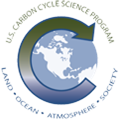 U.S. CARBON CYCLE SCIENCE PROGRAM
LAND • OCEAN • ATMOSPHERE • SOCIETY